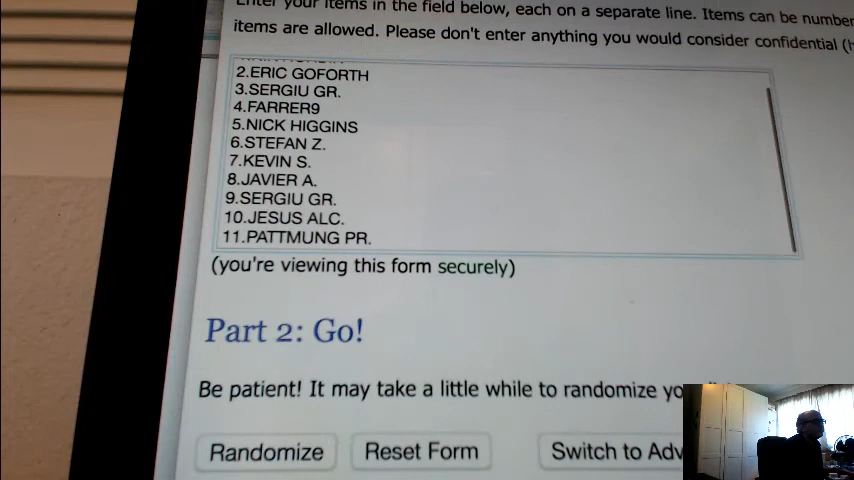 Enter your items in the field below, each on a separate line. Items can be number
items are allowed. Please don't enter anything you would consider confidential
2.ERIC GOFORTH
3.SERGIU GR.
4.FARRER9
5.NICK HIGGINS
6.STEFAN Z.
7.KEVIN S.
8.JAVIER A.
9.SERGIU GR.
10.JESUS ALC.
11.PATTMUNG PR.
(you're viewing this form securely)
Part 2: Go!
Be patient! It may take a little while to randomize yo
Randomize Reset Form Switch to Adv